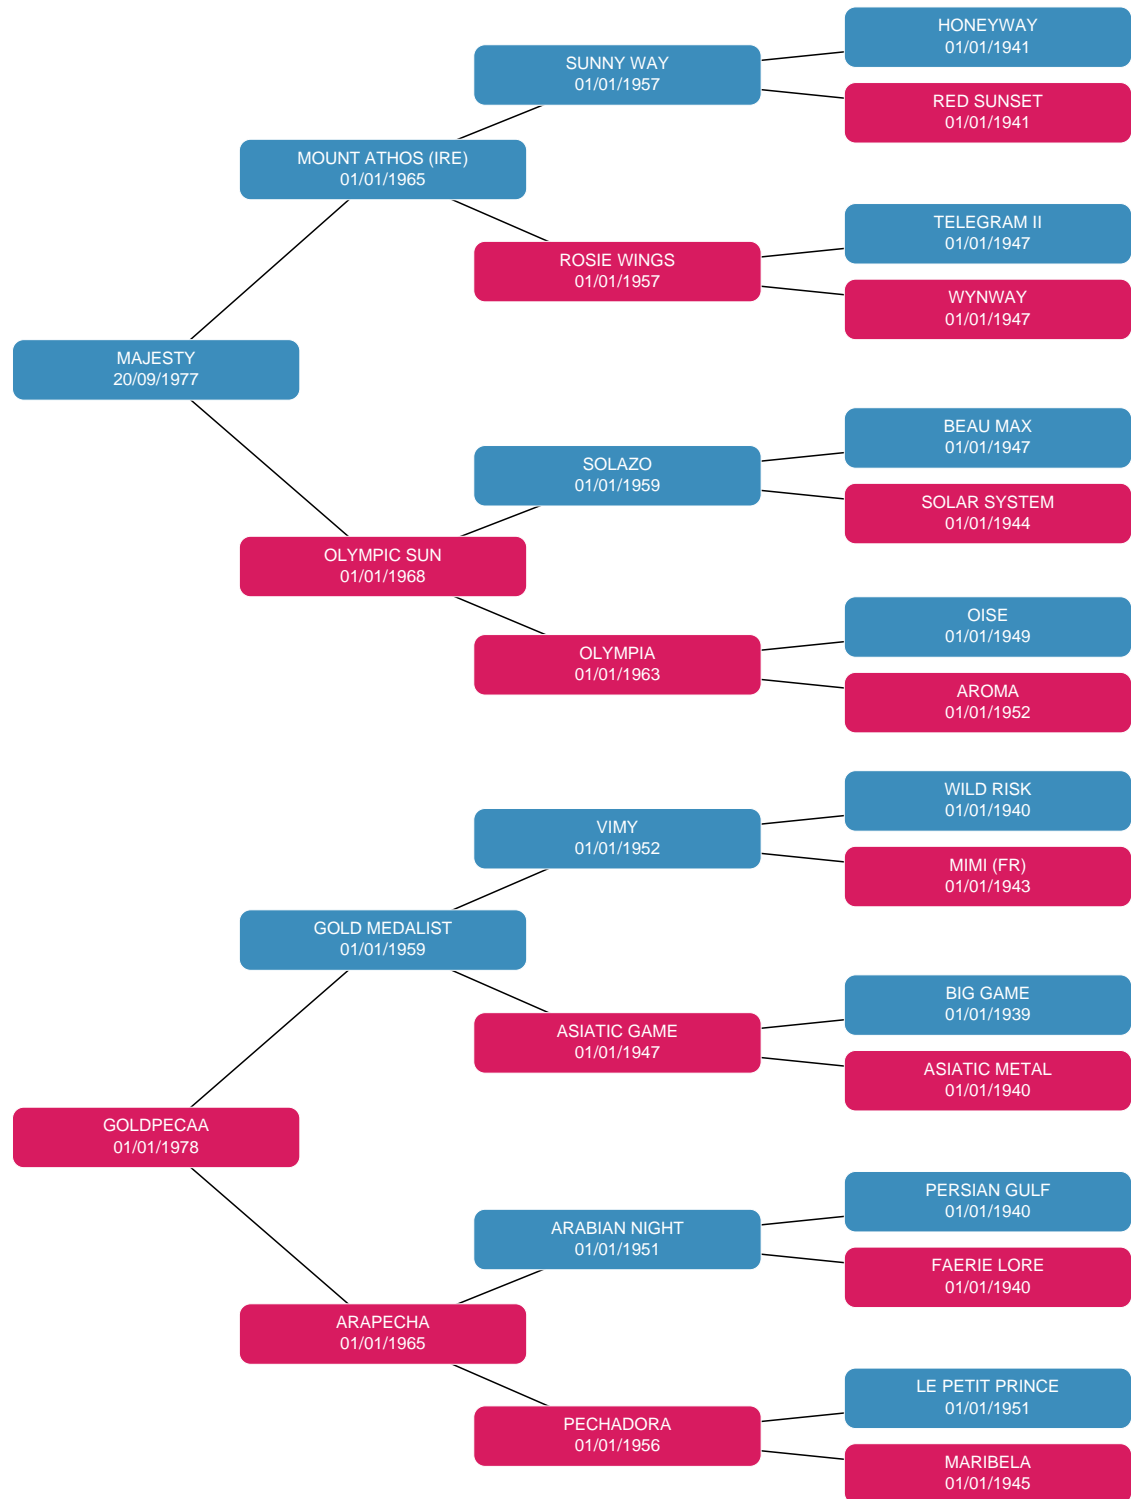 HONEYWAY
01/01/1941
SUNNY WAY
01/01/1957
RED SUNSET
01/01/1941
MOUNT ATHOS (IRE)
01/01/1965
TELEGRAM II
01/01/1947
ROSIE WINGS
01/01/1957
WYNWAY
01/01/1947
MAJESTY
20/09/1977
BEAU MAX
01/01/1947
SOLAZO
01/01/1959
SOLAR SYSTEM
01/01/1944
OLYMPIC SUN
01/01/1968
OISE
01/01/1949
OLYMPIA
01/01/1963
AROMA
01/01/1952
WILD RISK
01/01/1940
VIMY
01/01/1952
MIMI (FR)
01/01/1943
GOLD MEDALIST
01/01/1959
BIG GAME
01/01/1939
ASIATIC GAME
01/01/1947
ASIATIC METAL
01/01/1940
GOLDPECAA
01/01/1978
PERSIAN GULF
01/01/1940
ARABIAN NIGHT
01/01/1951
FAERIE LORE
01/01/1940
ARAPECHA
01/01/1965
LE PETIT PRINCE
01/01/1951
PECHADORA
01/01/1956
MARIBELA
01/01/1945